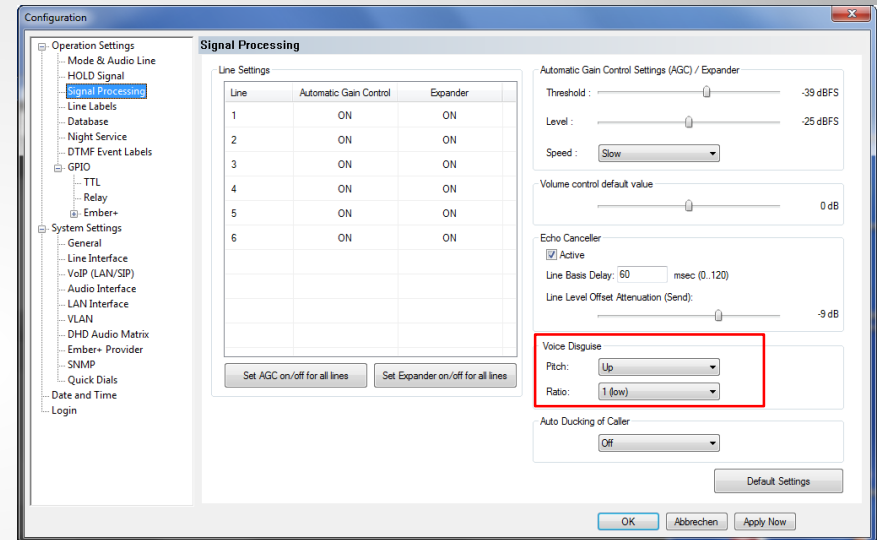 Configuration
Operation Settings
Mode & Audio Line
HOLD Signal
Signal Processing
Line Labels
Database
Night Service
DTMF Event Labels
GPIO
TTL
Relay
Ember+
System Settings
General
Line Interface
VoIP (LAN/SIP)
Audio Interface
LAN Interface
VLAN
DHD Audio Matrix
Ember+ Provider
SNMP
Quick Dials
Date and Time
Login
Signal Processing
Line Settings
Line Automatic Gain Control Expander
1 ON ON
2 ON ON
3 ON ON
4 ON ON
5 ON ON
6 ON ON
Set AGC on/off for all lines Set Expander on/off for all lines
Automatic Gain Control Settings (AGC) / Expander
Threshold : -39 dBFS
Level : -25 dBFS
Speed : Slow
Volume control default value
0 dB
Echo Canceller
Active
Line Basis Delay: 60 msec (0..120)
Line Level Offset Attenuation (Send):
-9 dB
Voice Disguise
Pitch: Up
Ratio: 1 (low)
Auto Ducking of Caller
Off
Default Settings
OK Abbrechen Apply Now